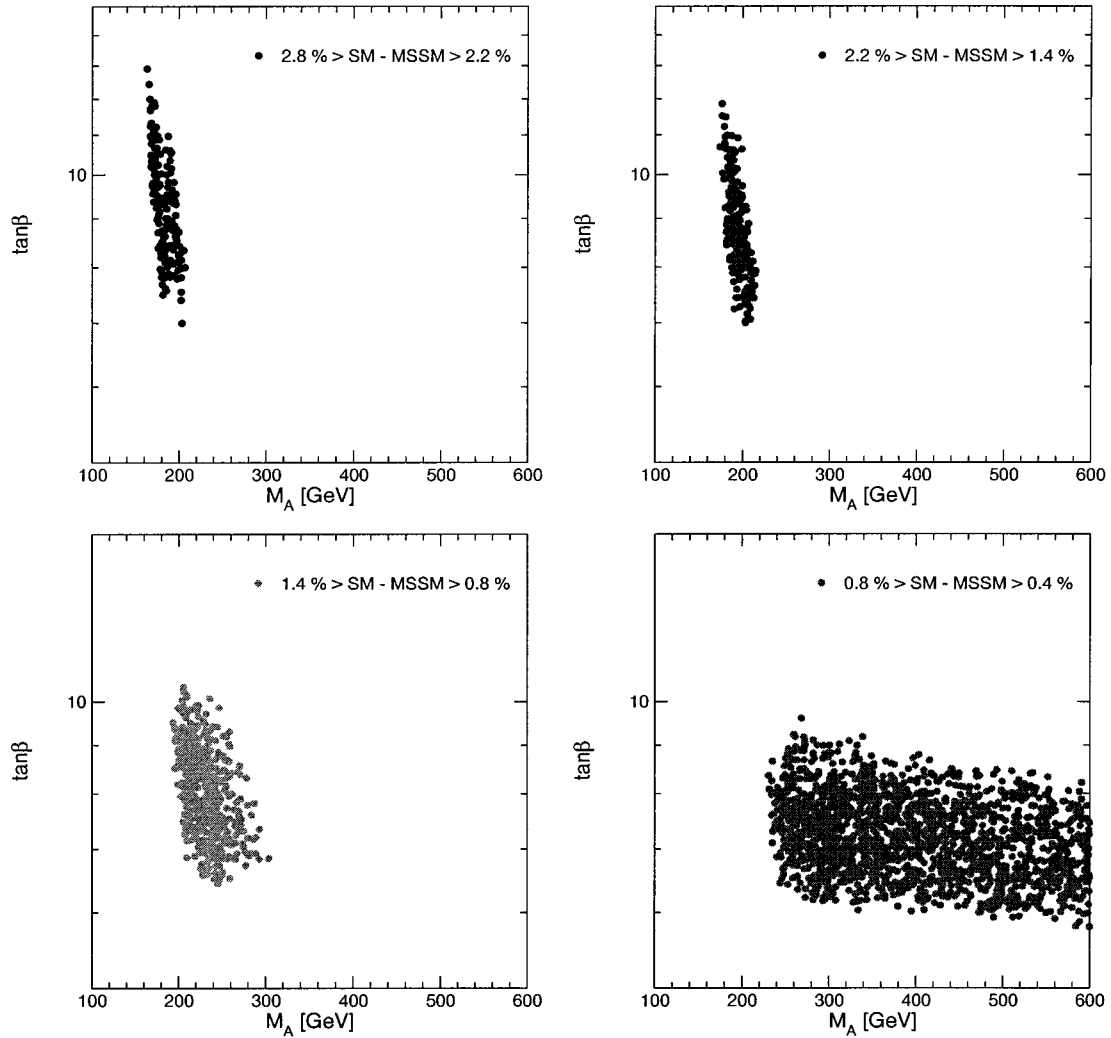 2.8 % > SM - MSSM > 2.2 %
10
tanβ
100 200 300 400 500 600
M_A [GeV]
2.2 % > SM - MSSM > 1.4 %
10
tanβ
100 200 300 400 500 600
M_A [GeV]
1.4 % > SM - MSSM > 0.8 %
10
tanβ
100 200 300 400 500 600
M_A [GeV]
0.8 % > SM - MSSM > 0.4 %
10
tanβ
100 200 300 400 500 600
M_A [GeV]